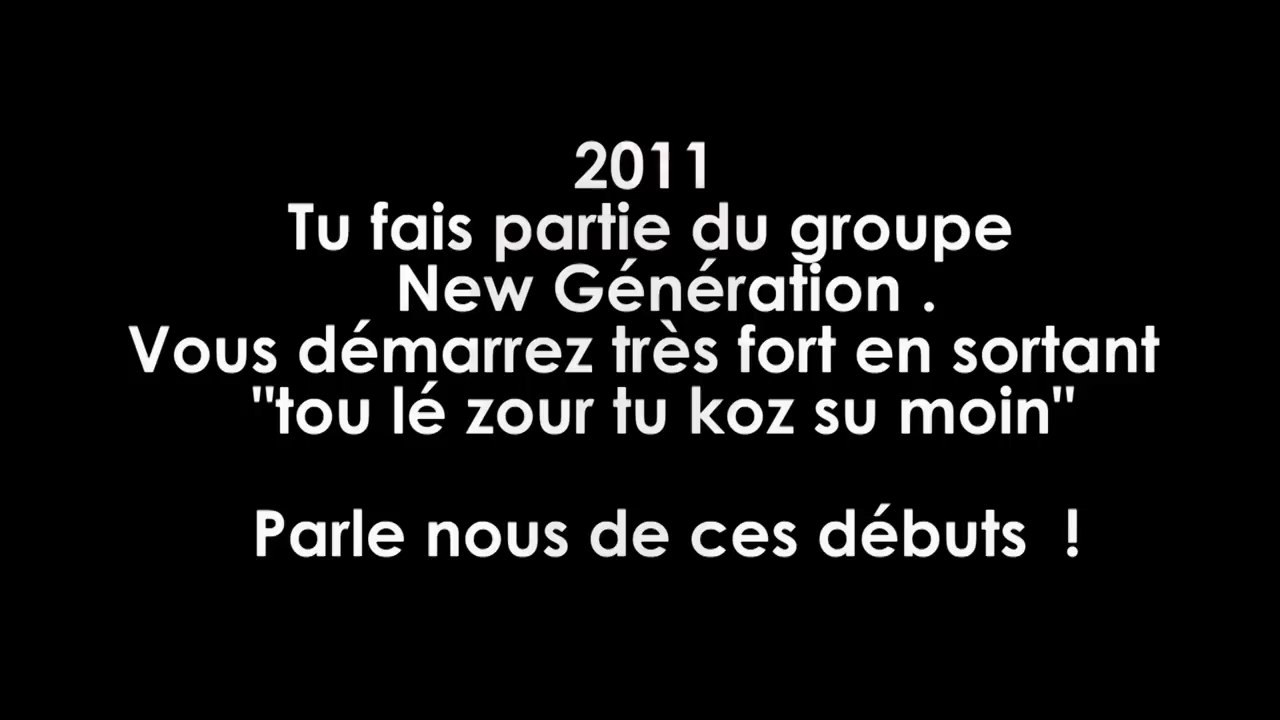 2011
Tu fais partie du groupe
New Génération .
Vous démarrez très fort en sortant
"tou lé zour tu koz su moin"
Parle nous de ces débuts  !